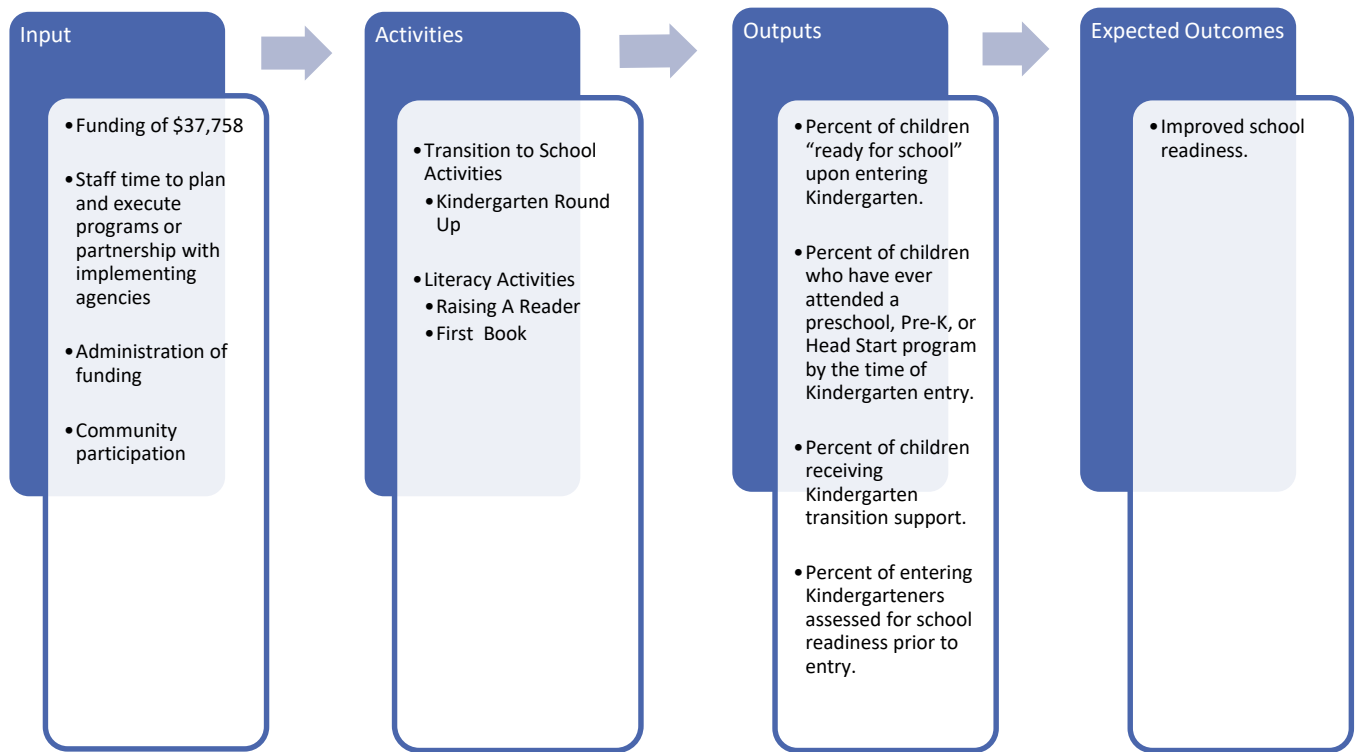 Input
•Funding of $37,758
•Staff time to plan
and execute
programs or
partnership with
implementing
agencies
•Administration of
funding
•Community
participation
Activities
•Transition to School
Activities
•Kindergarten Round
Up
•Literacy Activities
•Raising A Reader
•First Book
Outputs
•Percent of children
“ready for school”
upon entering
Kindergarten.
•Percent of children
who have ever
attended a
preschool, Pre-K, or
Head Start program
by the time of
Kindergarten entry.
•Percent of children
receiving
Kindergarten
transition support.
•Percent of entering
Kindergarteners
assessed for school
readiness prior to
entry.
Expected Outcomes
•Improved school
readiness.